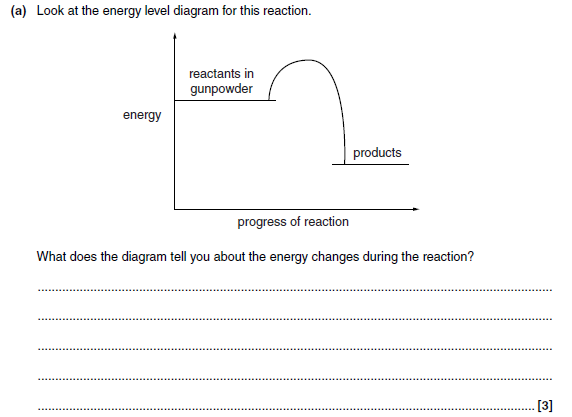 (a) Look at the energy level diagram for this reaction.
reactants in
gunpowder
energy
products
progress of reaction
What does the diagram tell you about the energy changes during the reaction?
[3]